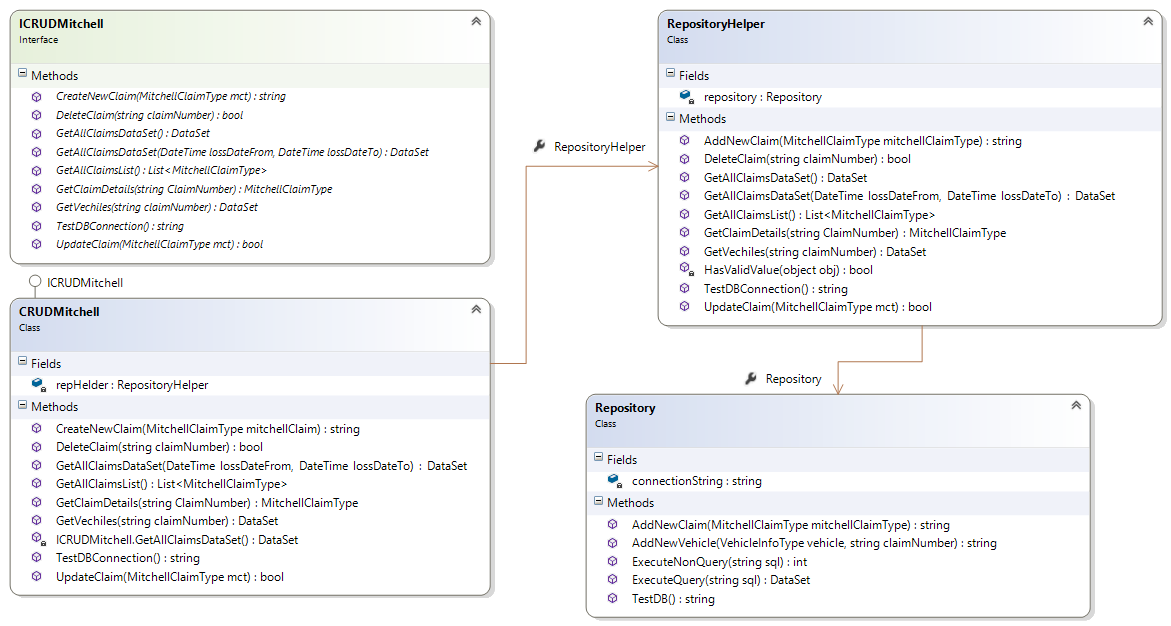 ICRUDMitchell
Interface
Methods
CreateNewClaim(MitchellClaimType mct) : string
DeleteClaim(string claimNumber) : bool
GetAllClaimsDataSet() : DataSet
GetAllClaimsDataSet(DateTime lossDateFrom, DateTime lossDateTo) : DataSet
GetAllClaimsList() : List<MitchellClaimType>
GetClaimDetails(string ClaimNumber) : MitchellClaimType
GetVechiles(string claimNumber) : DataSet
TestDBConnection() : string
UpdateClaim(MitchellClaimType mct) : bool
ICRUDMitchell
CRUDMitchell
Class
Fields
repHelder : RepositoryHelper
Methods
CreateNewClaim(MitchellClaimType mitchellClaim) : string
DeleteClaim(string claimNumber) : bool
GetAllClaimsDataSet(DateTime lossDateFrom, DateTime lossDateTo) : DataSet
GetAllClaimsList() : List<MitchellClaimType>
GetClaimDetails(string ClaimNumber) : MitchellClaimType
GetVechiles(string claimNumber) : DataSet
ICRUDMitchell.GetAllClaimsDataSet() : DataSet
TestDBConnection() : string
UpdateClaim(MitchellClaimType mct) : bool
RepositoryHelper
RepositoryHelper
Class
Fields
repository : Repository
Methods
AddNewClaim(MitchellClaimType mitchellClaimType) : string
DeleteClaim(string claimNumber) : bool
GetAllClaimsDataSet() : DataSet
GetAllClaimsDataSet(DateTime lossDateFrom, DateTime lossDateTo) : DataSet
GetAllClaimsList() : List<MitchellClaimType>
GetClaimDetails(string ClaimNumber) : MitchellClaimType
GetVechiles(string claimNumber) : DataSet
HasValidValue(object obj) : bool
TestDBConnection() : string
UpdateClaim(MitchellClaimType mct) : bool
Repository
Repository
Class
Fields
connectionString : string
Methods
AddNewClaim(MitchellClaimType mitchellClaimType) : string
AddNewVehicle(VehicleInfoType vehicle, string claimNumber) : string
ExecuteNonQuery(string sql) : int
ExecuteQuery(string sql) : DataSet
TestDB() : string